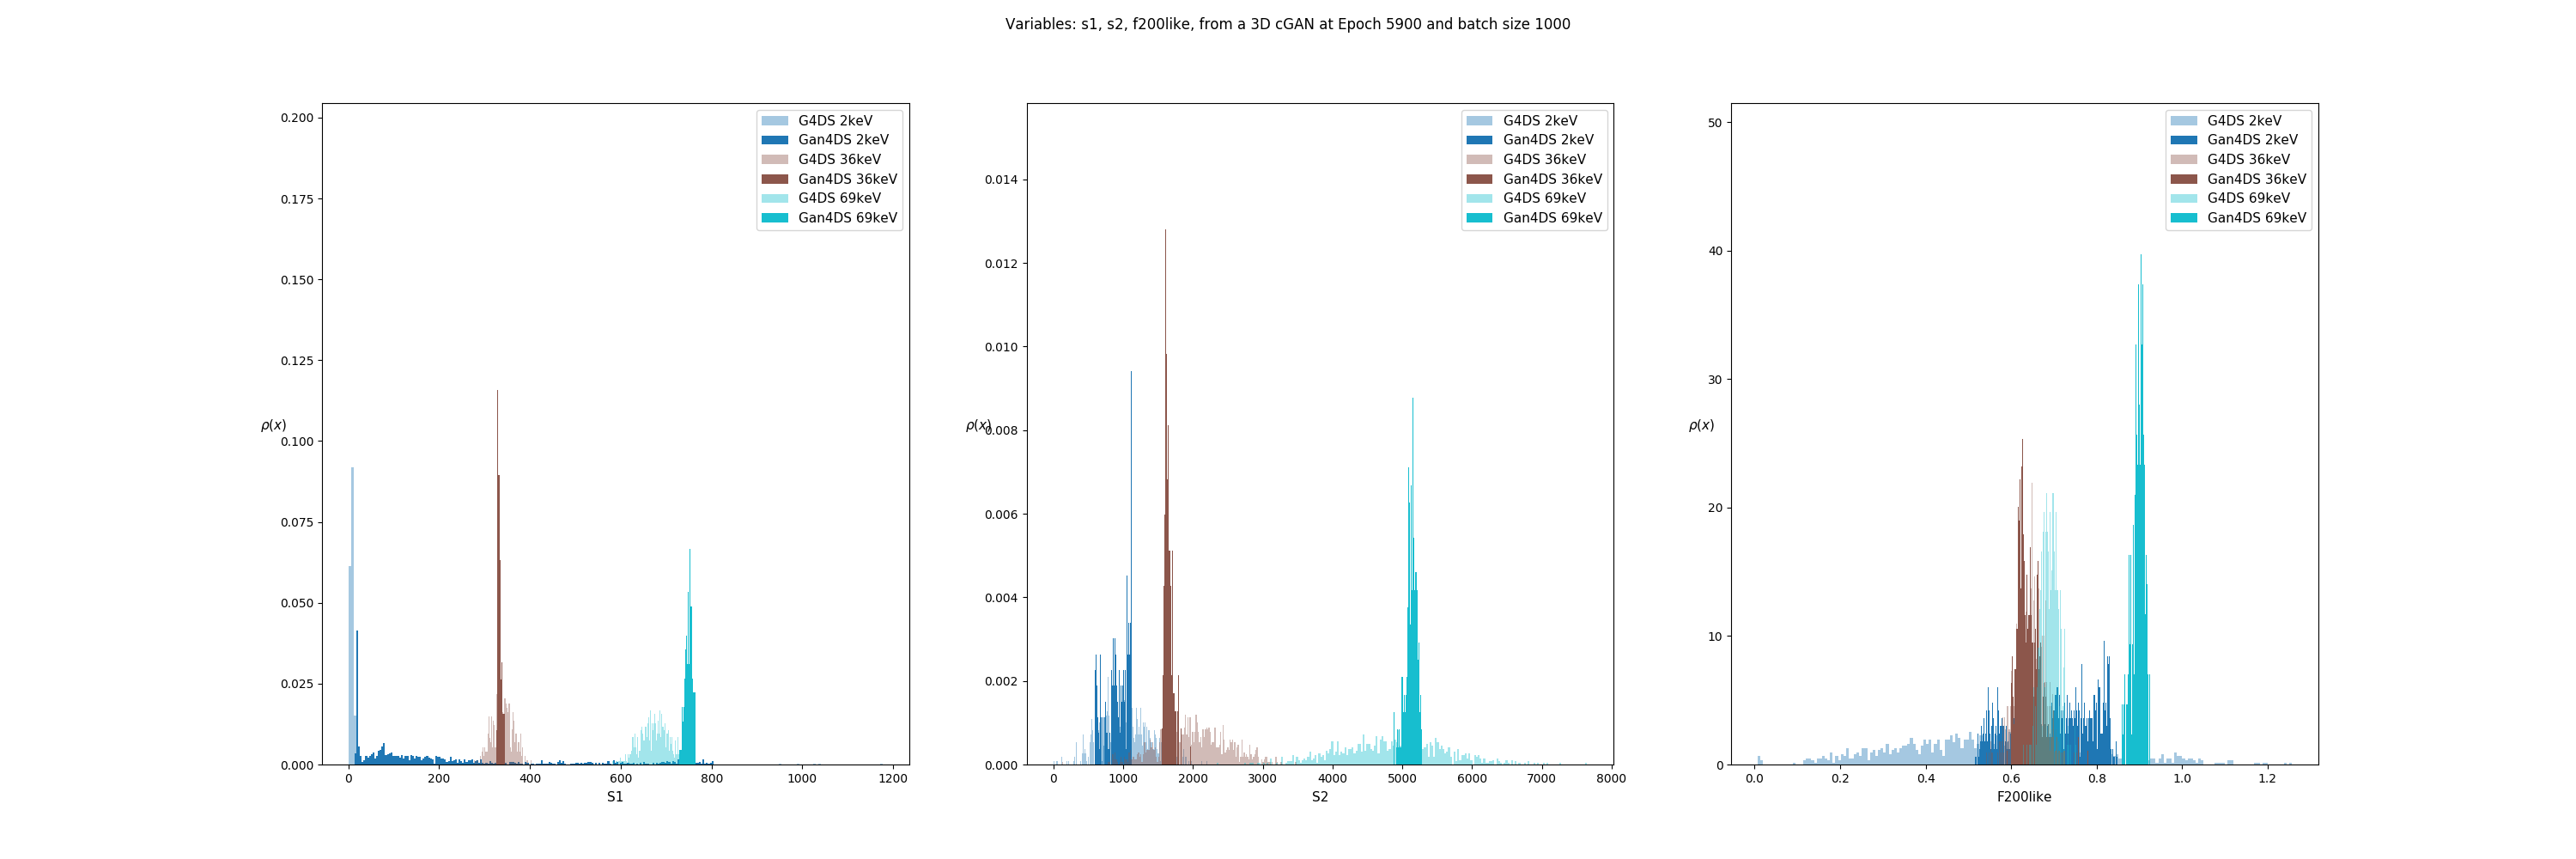 Variables: s1, s2, f200like, from a 3D cGAN at Epoch 5900 and batch size 1000
0.200
0.175
0.150
0.125
0.100
0.075
0.050
0.025
0.000
ρ(x)
0 200 400 600 800 1000 1200
S1
G4DS 2keV
Gan4DS 2keV
G4DS 36keV
Gan4DS 36keV
G4DS 69keV
Gan4DS 69keV
0.014
0.012
0.010
0.008
0.006
0.004
0.002
0.000
ρ(x)
0 1000 2000 3000 4000 5000 6000 7000 8000
S2
G4DS 2keV
Gan4DS 2keV
G4DS 36keV
Gan4DS 36keV
G4DS 69keV
Gan4DS 69keV
50
40
30
20
10
0
ρ(x)
0.0 0.2 0.4 0.6 0.8 1.0 1.2
F200like
G4DS 2keV
Gan4DS 2keV
G4DS 36keV
Gan4DS 36keV
G4DS 69keV
Gan4DS 69keV